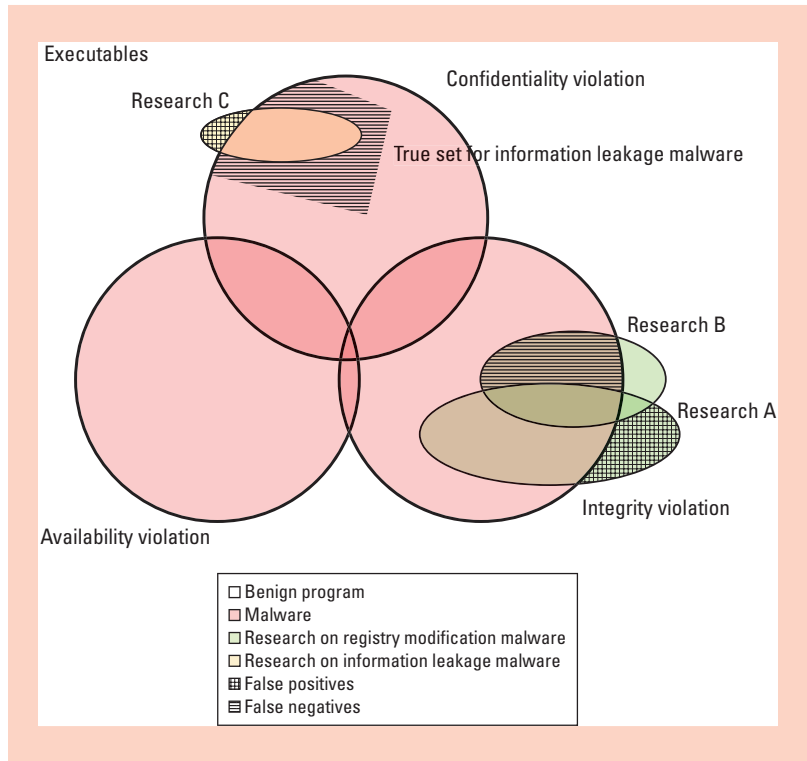 Executables
Confidentiality violation
Research C
True set for information leakage malware
Research B
Research A
Integrity violation
Availability violation
Benign program
Malware
Research on registry modification malware
Research on information leakage malware
False positives
False negatives